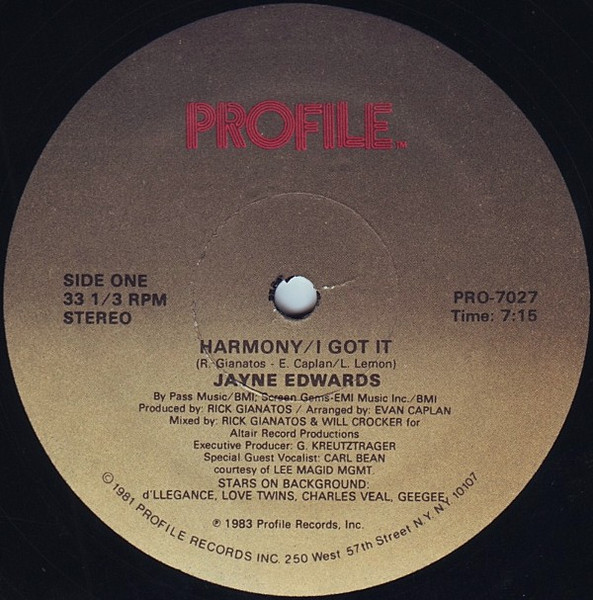 PROFILE TM
SIDE ONE
33 1/3 RPM
STEREO
PRO-7027
Time: 7:15
HARMONY/I GOT IT
(R. Gianatos - E. Caplan/L. Lemon)
JAYNE EDWARDS
By Pass Music/BMI; Screen Gems-EMI Music Inc./BMI
Produced by: RICK GIANATOS / Arranged by: EVAN CAPLAN
Mixed by: RICK GIANATOS & WILL CROCKER for
Altair Record Productions
Executive Producer: G. KREUTZTRAGER
Special Guest Vocalist: CARL BEAN
courtesy of LEE MAGID MGMT.
STARS ON BACKGROUND:
d'LLEGANCE, LOVE TWINS, CHARLES VEAL, GEEGEE,
℗ 1983 Profile Records, Inc.
© 1981 PROFILE RECORDS INC. 250 West 57th Street N.Y. NY. 10107